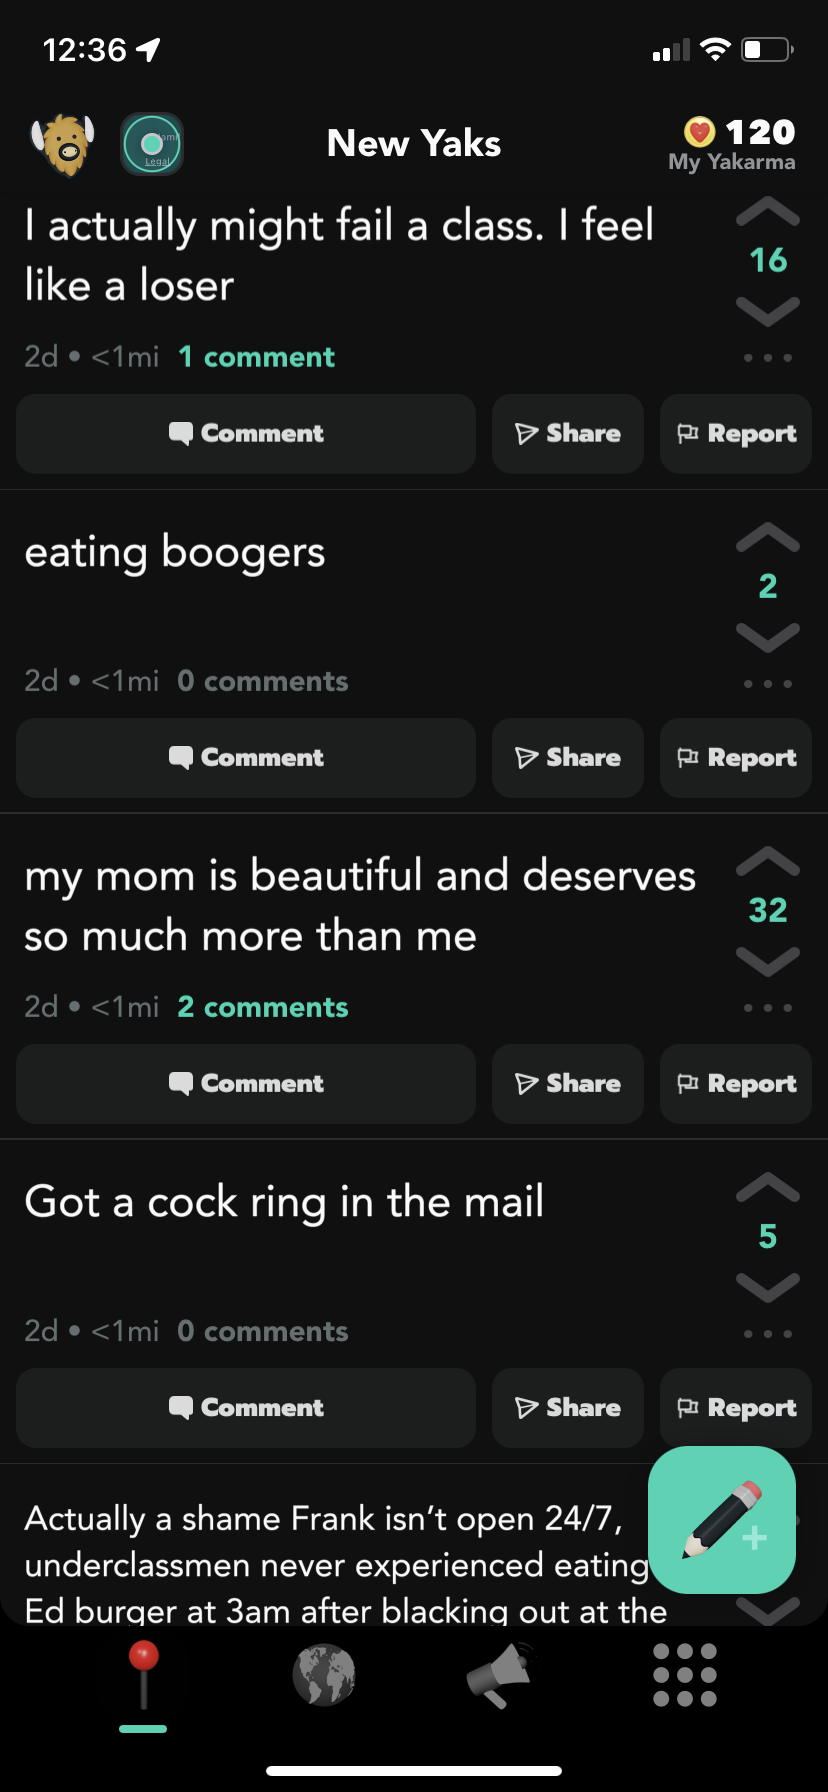 12:36
New Yaks
120
My Yakarma
Legal
I actually might fail a class. I feel
like a loser
16
2d • <1mi 1 comment
Comment Share Report
eating boogers
2
2d • <1mi 0 comments
Comment Share Report
my mom is beautiful and deserves
so much more than me
32
2d • <1mi 2 comments
Comment Share Report
Got a cock ring in the mail
5
2d • <1mi 0 comments
Comment Share Report
Actually a shame Frank isn’t open 24/7,
underclassmen never experienced eating
Ed burger at 3am after blacking out at the